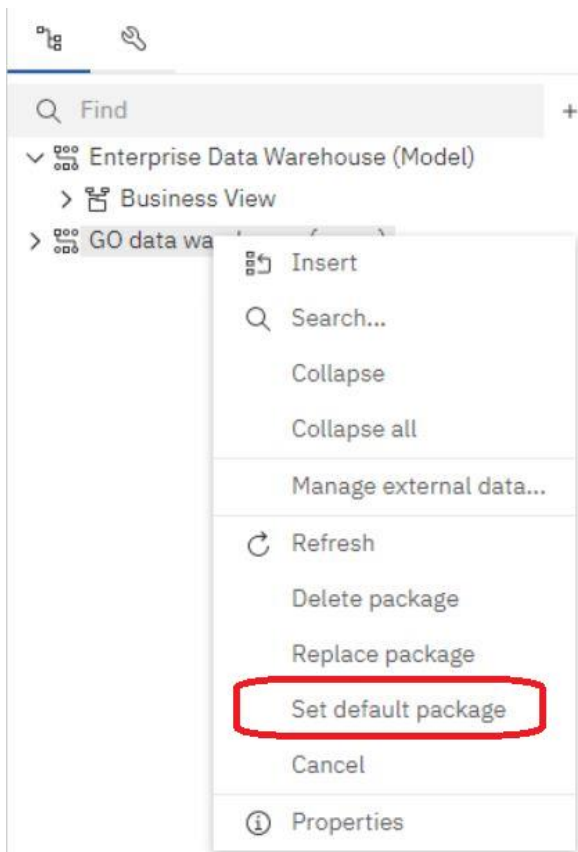 Find
Enterprise Data Warehouse (Model)
Business View
GO data wa
Insert
Search...
Collapse
Collapse all
Manage external data...
Refresh
Delete package
Replace package
Set default package
Cancel
Properties